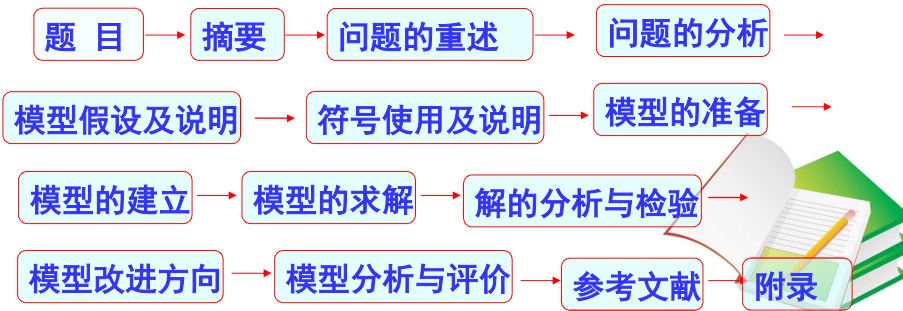 题 目 摘要 问题的重述 问题的分析
模型假设及说明 符号使用及说明 模型的准备
模型的建立 模型的求解 解的分析与检验
模型改进方向 模型分析与评价 参考文献 附录